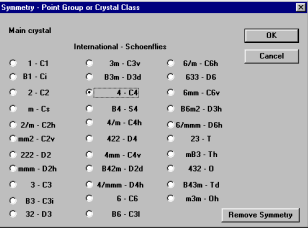 Symmetry - Point Group or Crystal Class
Main crystal
OK
International - Schoenflies
Cancel
1 - C1
3m - C3v
6/m - C6h
B1 - Ci
B3m - D3d
633 - D6
2 - C2
4 - C4
6mm - C6v
m - Cs
B4 - S4
B6m2 - D3h
2/m - C2h
4/m - C4h
6/mmm - D6h
mm2 - C2v
422 - D4
23 - T
222 - D2
4mm - C4v
mB3 - Th
mmm - D2h
B42m - D2d
432 - O
3 - C3
4/mmm - D4h
B43m - Td
B3 - C3i
6 - C6
m3m - Oh
32 - D3
B6 - C3I
Remove Symmetry